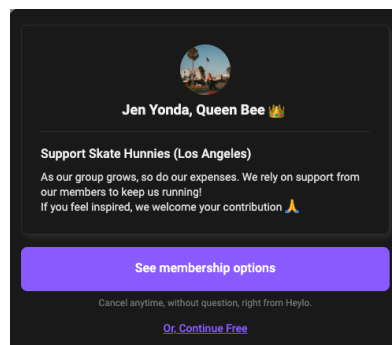 Jen Yonda, Queen Bee 👑
Support Skate Hunnies (Los Angeles)
As our group grows, so do our expenses. We rely on support from
our members to keep us running!
If you feel inspired, we welcome your contribution 🙏
See membership options
Cancel anytime, without question, right from Heylo.
Or, Continue Free